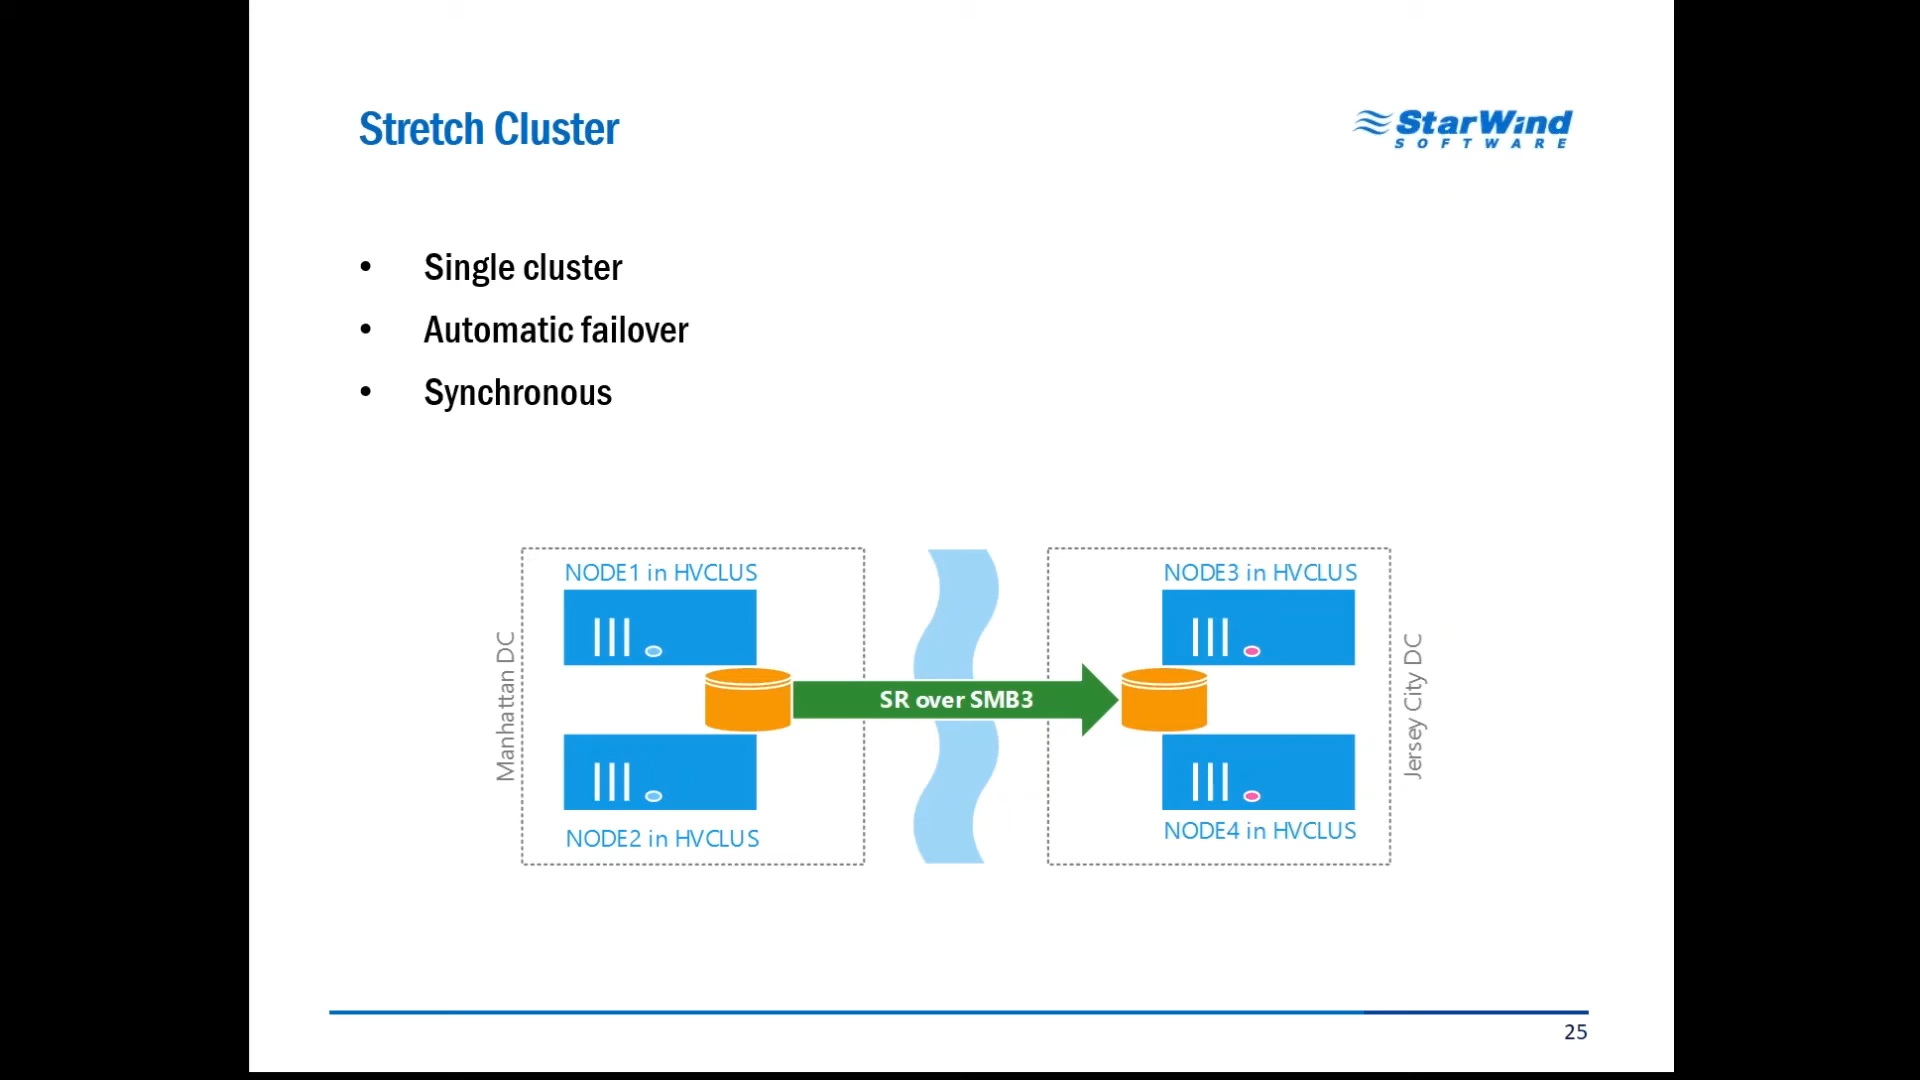 Stretch Cluster
StarWind
SOFTWARE
• Single cluster
• Automatic failover
• Synchronous
Manhattan DC
NODE1 in HVCLUS
NODE2 in HVCLUS
SR over SMB3
NODE3 in HVCLUS
NODE4 in HVCLUS
Jersey City DC
25